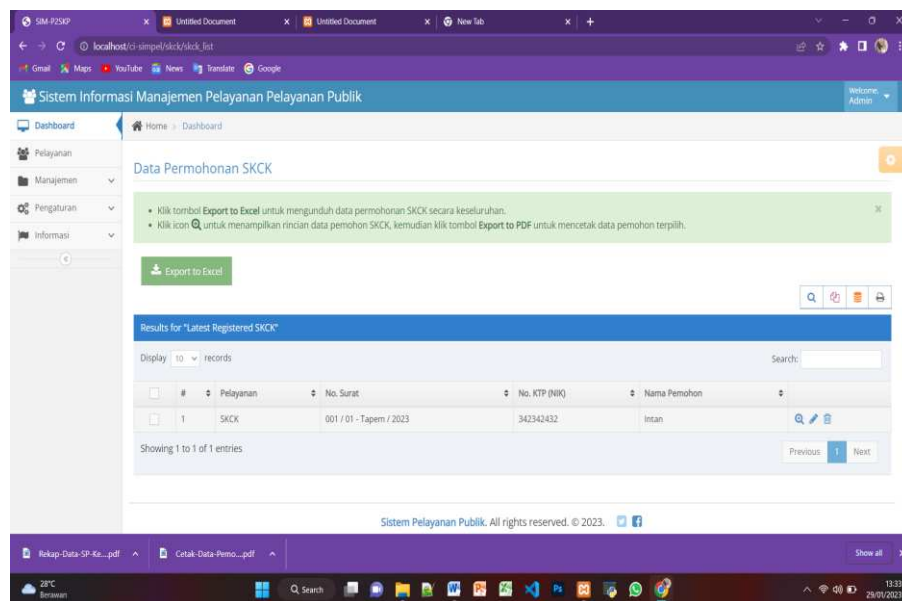 SIM-P2SKP
Untitled Document
Untitled Document
New Tab
localhost/ci-simpel/skck/skck_list
Gmail Maps YouTube News Translate Google
Sistem Informasi Manajemen Pelayanan Pelayanan Publik
Welcome, Admin
Dashboard
Home Dashboard
Pelayanan
Manajemen
Pengaturan
Informasi
Data Permohonan SKCK
Klik tombol Export to Excel untuk mengunduh data permohonan SKCK secara keseluruhan.
Klik icon untuk menampilkan rincian data pemohon SKCK, kemudian klik tombol Export to PDF untuk mencetak data pemohon terpilih.
Export to Excel
Results for "Latest Registered SKCK"
Display 10 records
Search:
# Pelayanan No. Surat No. KTP (NIK) Nama Pemohon
1 SKCK 001 / 01 - Tapem / 2023 342342432 Intan
Showing 1 to 1 of 1 entries
Previous 1 Next
Sistem Pelayanan Publik. All rights reserved. © 2023.
Rekap-Data-SP-Ke....pdf
Cetak-Data-Pemo....pdf
Show all
28°C
Berawan
Search
13:33
29/01/2023